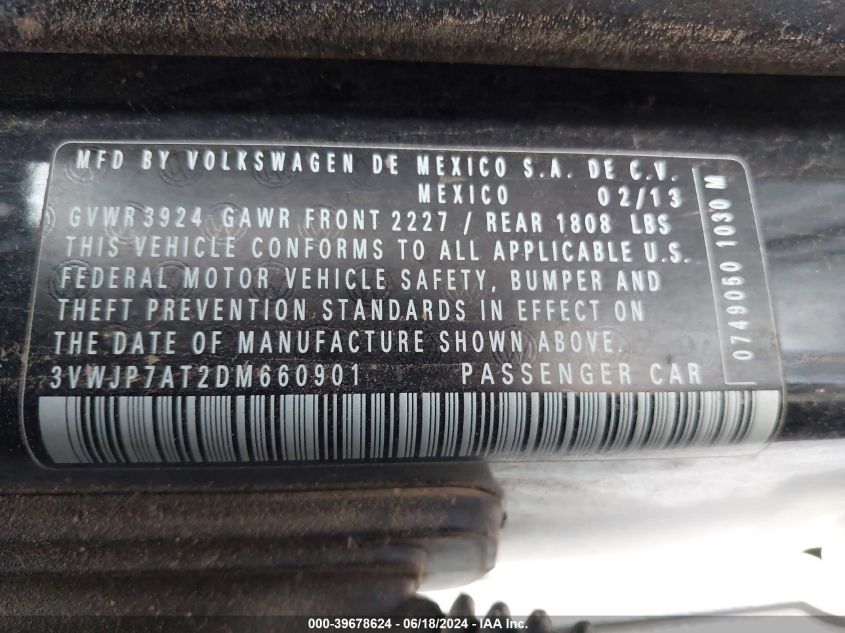 MFD BY VOLKSWAGEN DE MEXICO S.A. DE C.V.
MEXICO 02/13
GVWR 3924 GAWR FRONT 2227 / REAR 1808 LBS
THIS VEHICLE CONFORMS TO ALL APPLICABLE U.S.
FEDERAL MOTOR VEHICLE SAFETY, BUMPER AND
THEFT PREVENTION STANDARDS IN EFFECT ON
THE DATE OF MANUFACTURE SHOWN ABOVE.
3VWJP7AT2DM660901 PASSENGER CAR
0749050 1030 M
000-39678624 - 06/18/2024 - IAA Inc.